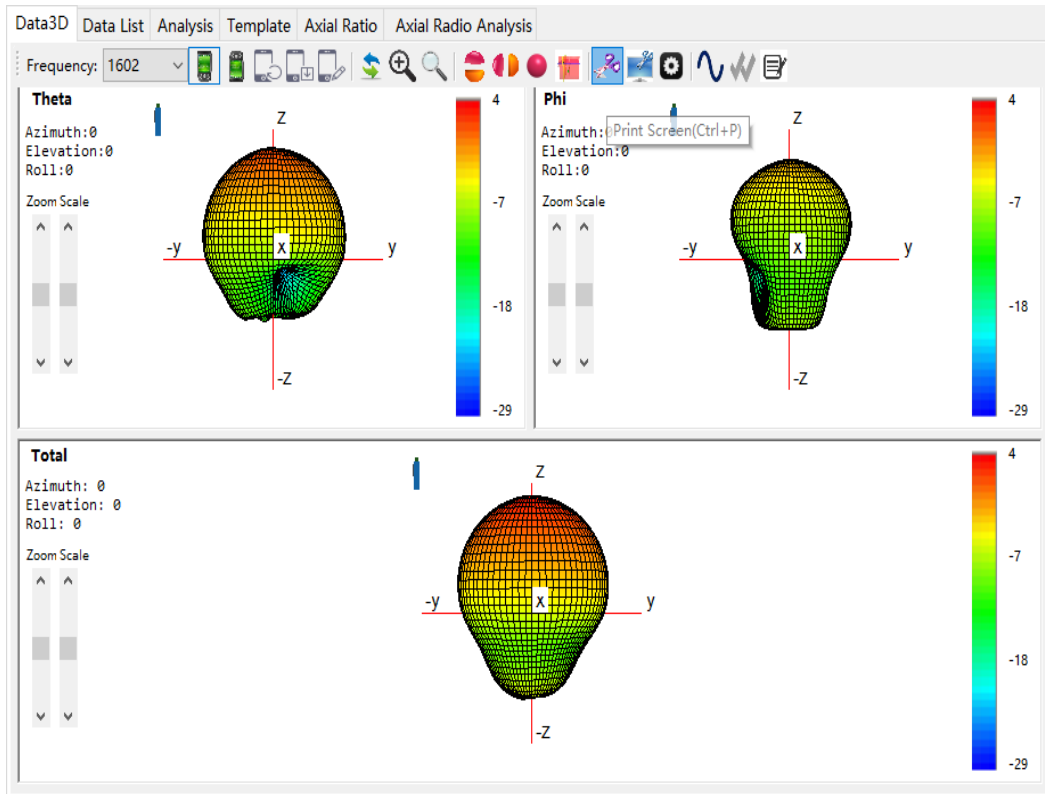 Data3D Data List Analysis Template Axial Ratio Axial Radio Analysis
Frequency: 1602
Theta
Azimuth:0
Elevation:0
Roll:0
Zoom Scale
Z
-y
X
y
-Z
4
-7
-18
-29
Phi
Azimuth:0
Print Screen(Ctrl+P)
Elevation:0
Roll:0
Zoom Scale
Z
-y
X
y
-Z
4
-7
-18
-29
Total
Azimuth: 0
Elevation: 0
Roll: 0
Zoom Scale
Z
-y
X
y
-Z
4
-7
-18
-29